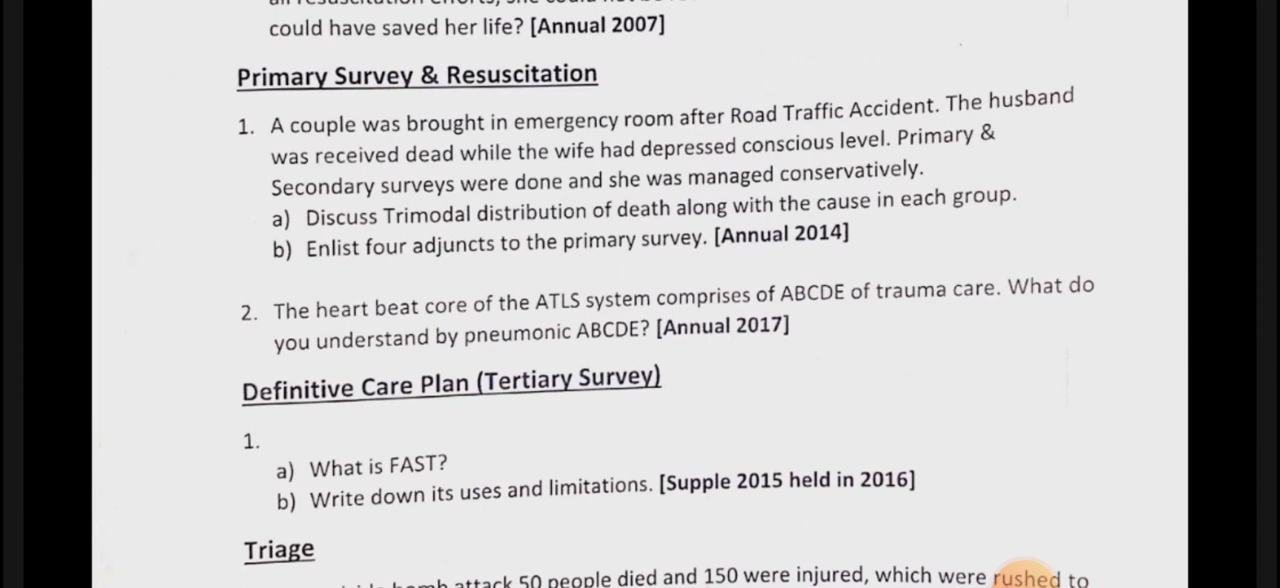 could have saved her life? [Annual 2007]
Primary Survey & Resuscitation
1. A couple was brought in emergency room after Road Traffic Accident. The husband
was received dead while the wife had depressed conscious level. Primary &
Secondary surveys were done and she was managed conservatively.
a) Discuss Trimodal distribution of death along with the cause in each group.
b) Enlist four adjuncts to the primary survey. [Annual 2014]
2. The heart beat core of the ATLS system comprises of ABCDE of trauma care. What do
you understand by pneumonic ABCDE? [Annual 2017]
Definitive Care Plan (Tertiary Survey)
1.
a) What is FAST?
b) Write down its uses and limitations. [Supple 2015 held in 2016]
Triage
bomb attack 50 people died and 150 were injured, which were rushed to